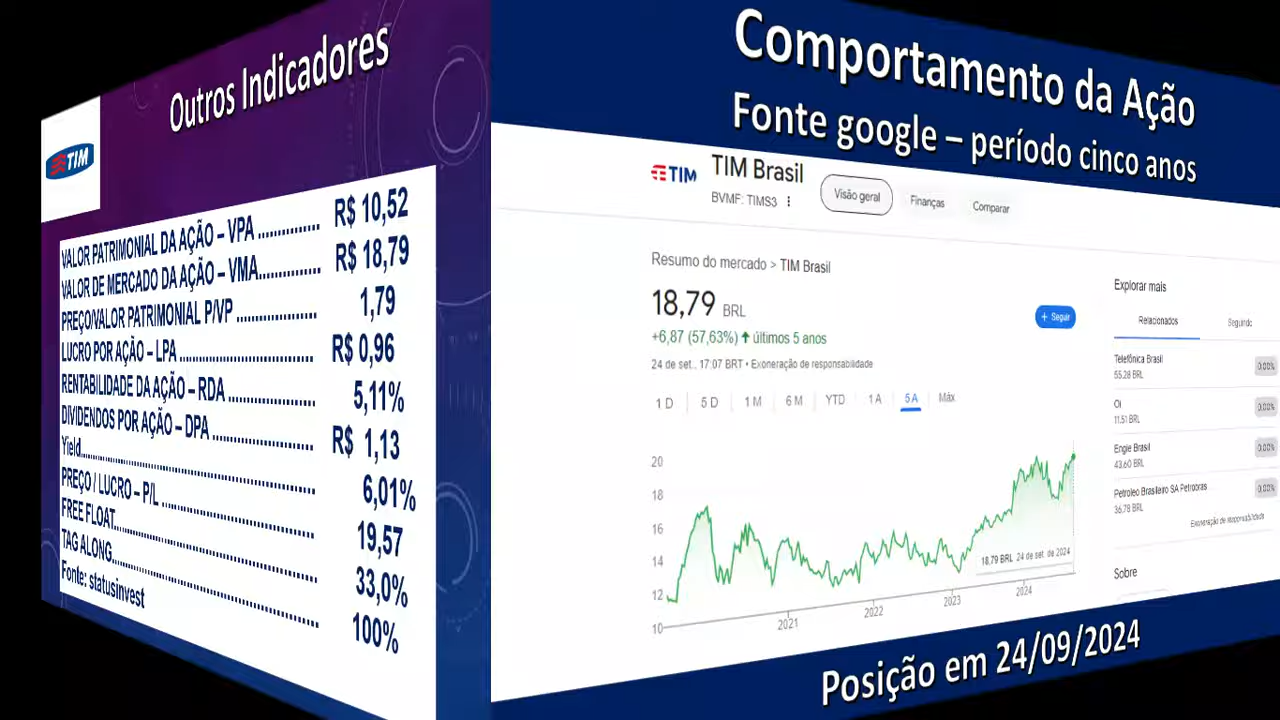 Outros Indicadores
TIM
VALOR PATRIMONIAL DA AÇÃO – VPA .............. R$ 10,52
VALOR DE MERCADO DA AÇÃO – VMA.............. R$ 18,79
PREÇO/VALOR PATRIMONIAL P/VP .................. 1,79
LUCRO POR AÇÃO – LPA .............................. R$ 0,96
RENTABILIDADE DA AÇÃO – RDA .................... 5,11%
DIVIDENDOS POR AÇÃO – DPA ....................... R$ 1,13
Yield.................................................... 6,01%
PREÇO / LUCRO – P/L .................................. 19,57
FREE FLOAT............................................. 33,0%
TAG ALONG.............................................. 100%
Fonte: statusinvest
Comportamento da Ação
Fonte google – período cinco anos
TIM
TIM Brasil
BVMF: TIMS3
Visão geral
Finanças
Comparar
Resumo do mercado > TIM Brasil
18,79 BRL
+6,87 (57,63%) ↑ últimos 5 anos
24 de set., 17:07 BRT • Exoneração de responsabilidade
+ Seguir
1 D 5 D 1 M 6 M YTD 1 A 5 A Máx
20
18
16
14
12
10
18,79 BRL 24 de set. de 2024
2021 2022 2023 2024
Explorar mais
Relacionados Seguindo
Telefônica Brasil
55,28 BRL 0,00%
Oi
11,51 BRL 0,00%
Engie Brasil
43,60 BRL 0,00%
Petroleo Brasileiro SA Petrobras
36,78 BRL 0,00%
Exoneração de responsabilidade
Sobre
Posição em 24/09/2024